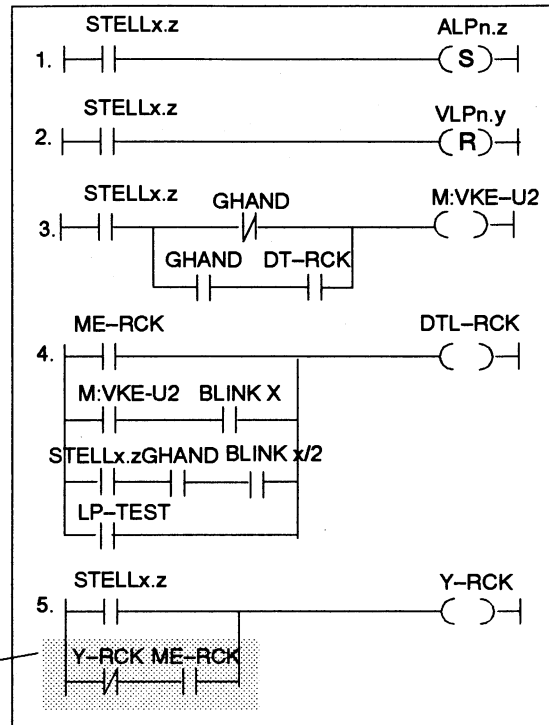 STELLx.z ALPn.z
1. S
STELLx.z VLPn.y
2. R
STELLx.z GHAND M:VKE–U2
3.
GHAND DT–RCK
ME–RCK DTL–RCK
4.
M:VKE-U2 BLINK X
STELLx.zGHAND BLINK x/2
LP–TEST
STELLx.z Y–RCK
5.
Y–RCK ME–RCK